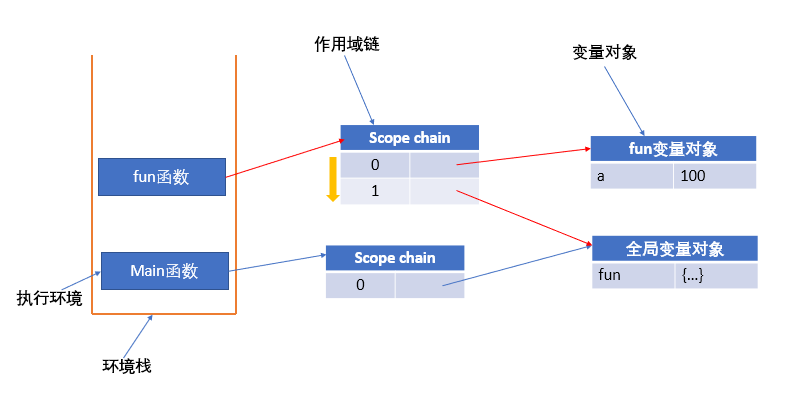 作用域链
变量对象
Scope chain
fun变量对象
0
a 100
fun函数
1
全局变量对象
Scope chain
Main函数
fun {...}
0
执行环境
环境栈